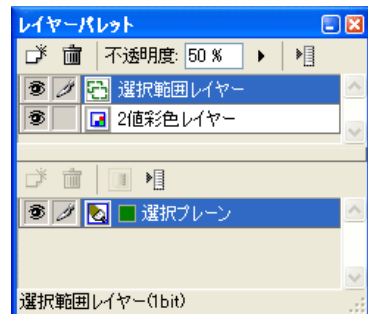 レイヤーパレット
不透明度: 50 %
選択範囲レイヤー
2値彩色レイヤー
選択プレーン
選択範囲レイヤー(1bit)